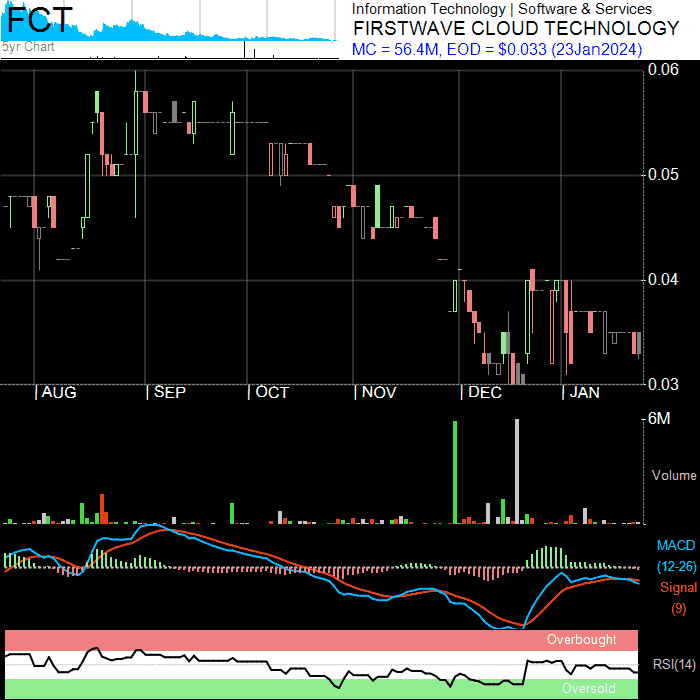 FCT
5yr Chart
Information Technology | Software & Services
FIRSTWAVE CLOUD TECHNOLOGY
MC = 56.4M, EOD = $0.033 (23Jan2024)
0.06
0.05
0.04
0.03
| AUG | SEP | OCT | NOV | DEC | JAN
6M
Volume
MACD
(12-26)
Signal
(9)
Overbought
RSI(14)
Oversold